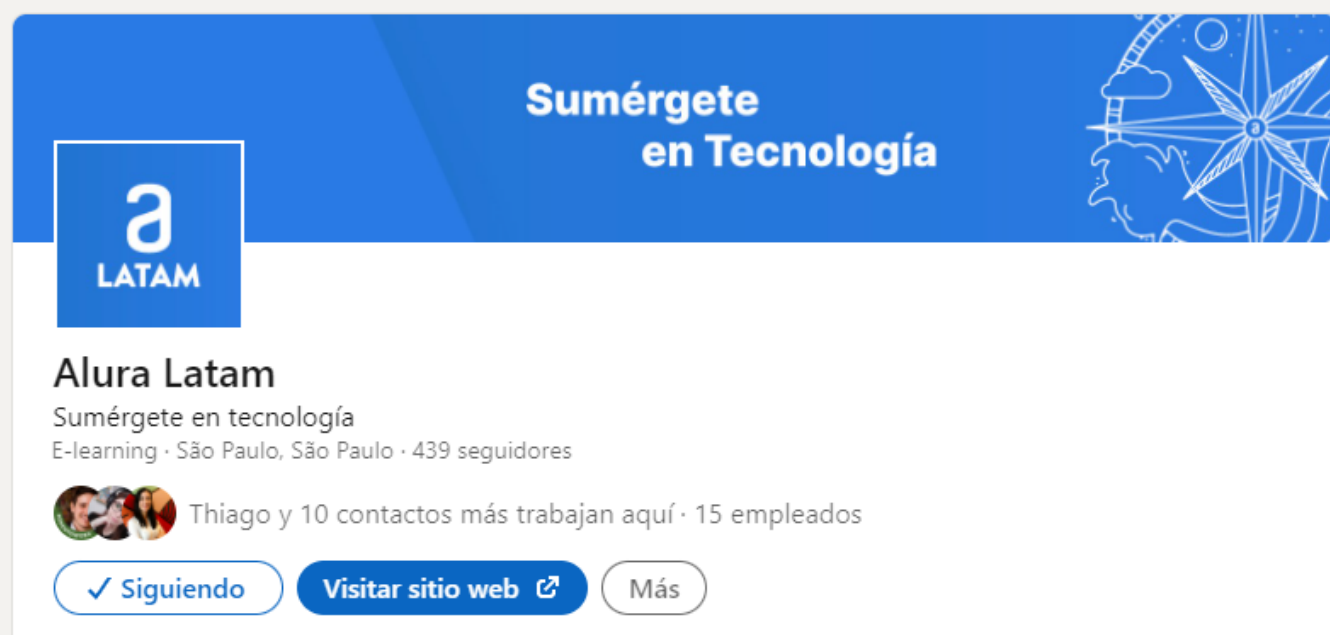 Sumérgete
en Tecnología
a
LATAM
a
Alura Latam
Sumérgete en tecnología
E-learning · São Paulo, São Paulo · 439 seguidores
Thiago y 10 contactos más trabajan aquí · 15 empleados
✓ Siguiendo
Visitar sitio web
Más